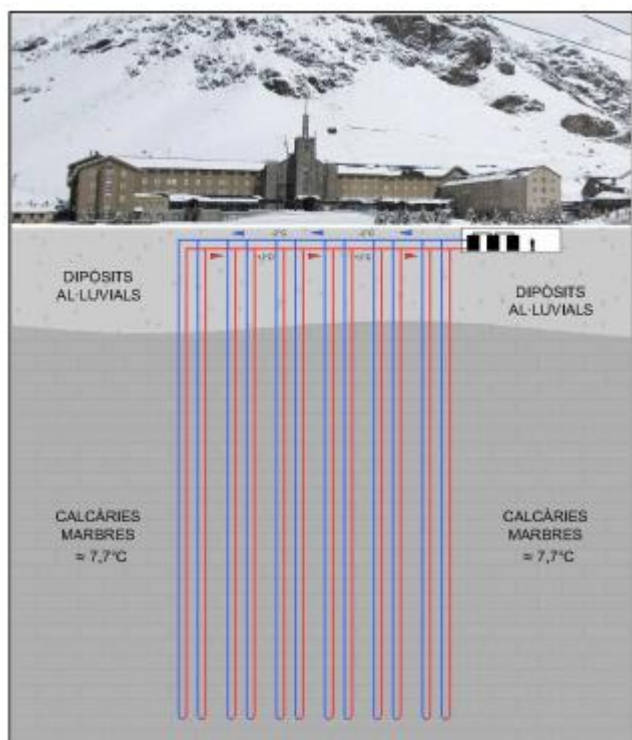 DIPÒSITS
AL·LUVIALS
DIPÒSITS
AL·LUVIALS
CALCÀRIES
MARBRES
≈ 7,7°C
CALCÀRIES
MARBRES
≈ 7,7°C